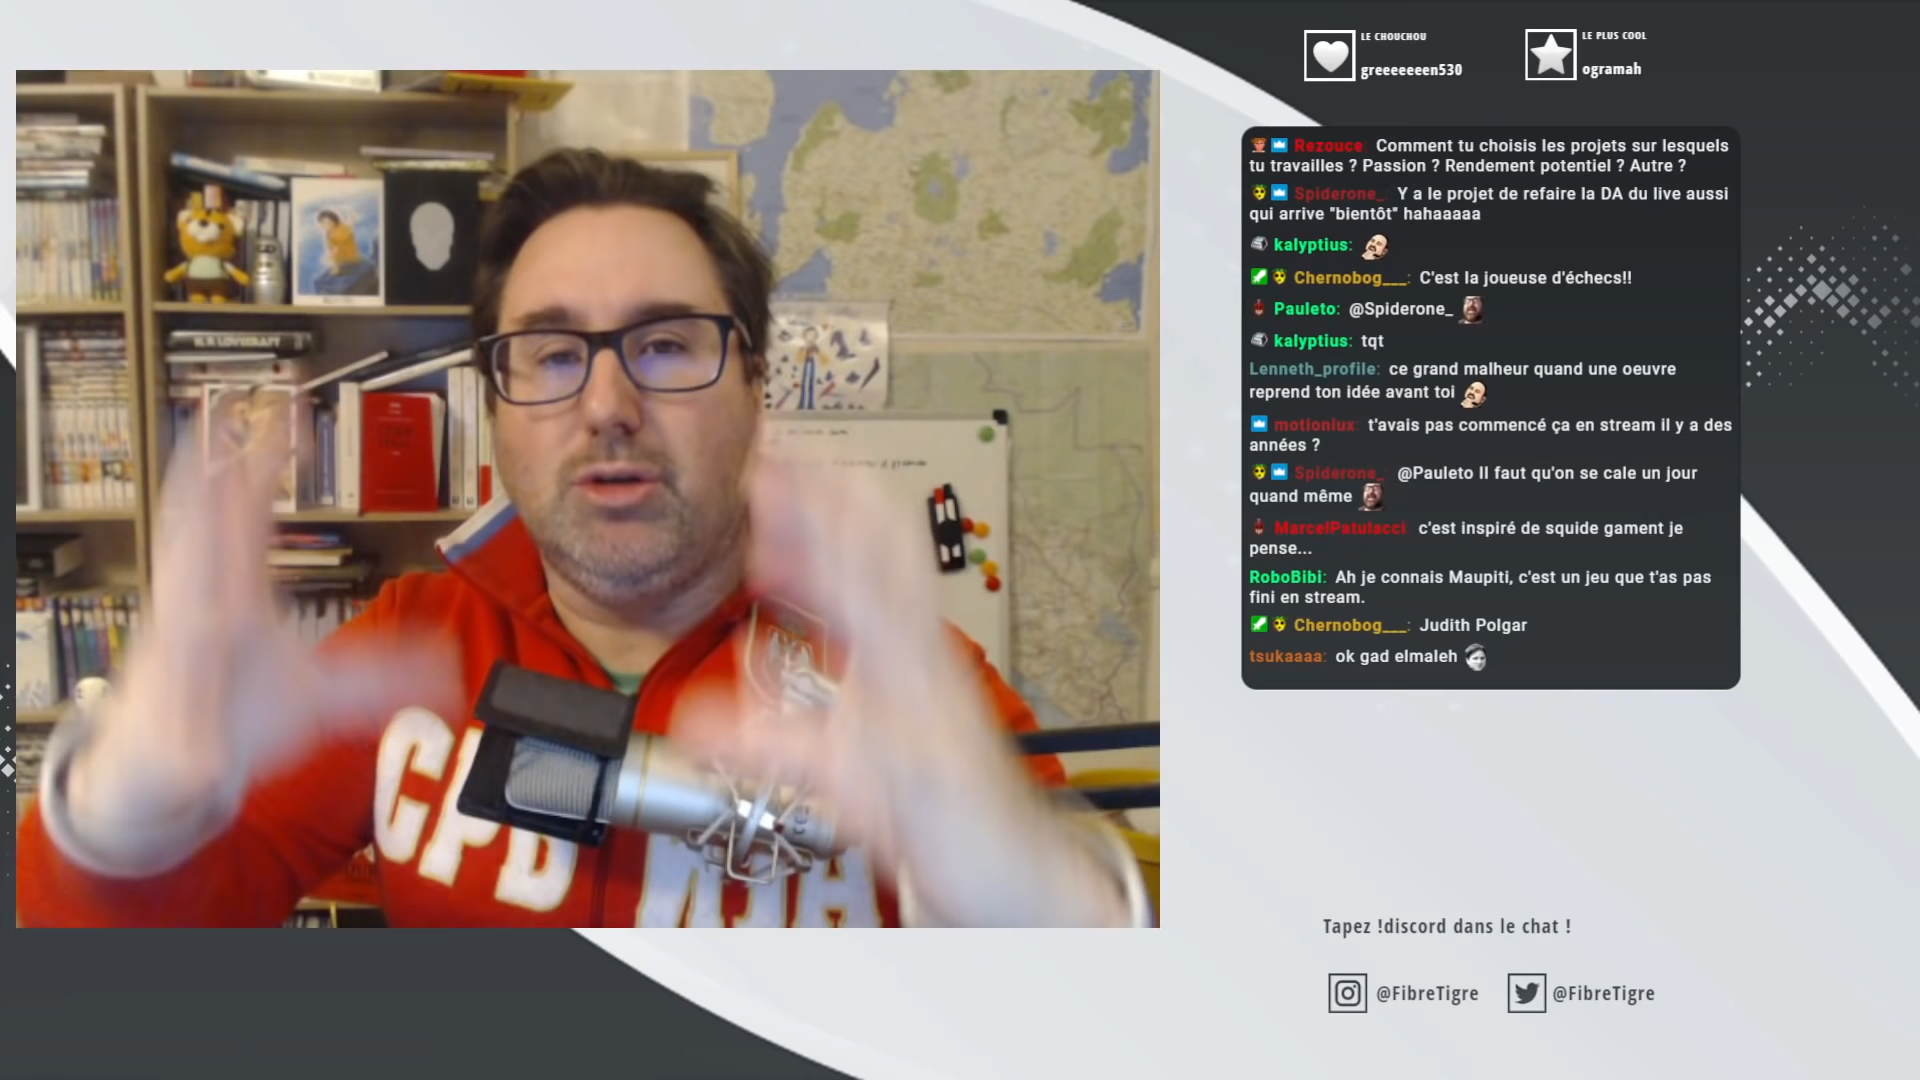 LE CHOUCHOU
greeeeeeen530
LE PLUS COOL
ogramah
Rezouce: Comment tu choisis les projets sur lesquels
tu travailles ? Passion ? Rendement potentiel ? Autre ?
Spiderone_: Y a le projet de refaire la DA du live aussi
qui arrive "bientôt" hahaaaaa
kalyptius:
Chernobog___: C'est la joueuse d'échecs!!
Pauleto: @Spiderone_
kalyptius: tqt
Lenneth_profile: ce grand malheur quand une oeuvre
reprend ton idée avant toi
motionlux: t'avais pas commencé ça en stream il y a des
années ?
Spiderone_: @Pauleto Il faut qu'on se cale un jour
quand même
MarcelPatulacci: c'est inspiré de squide gament je
pense...
RoboBibi: Ah je connais Maupiti, c'est un jeu que t'as pas
fini en stream.
Chernobog___: Judith Polgar
tsukaaaa: ok gad elmaleh
H.P. LOVECRAFT
Tapez !discord dans le chat !
@FibreTigre
@FibreTigre